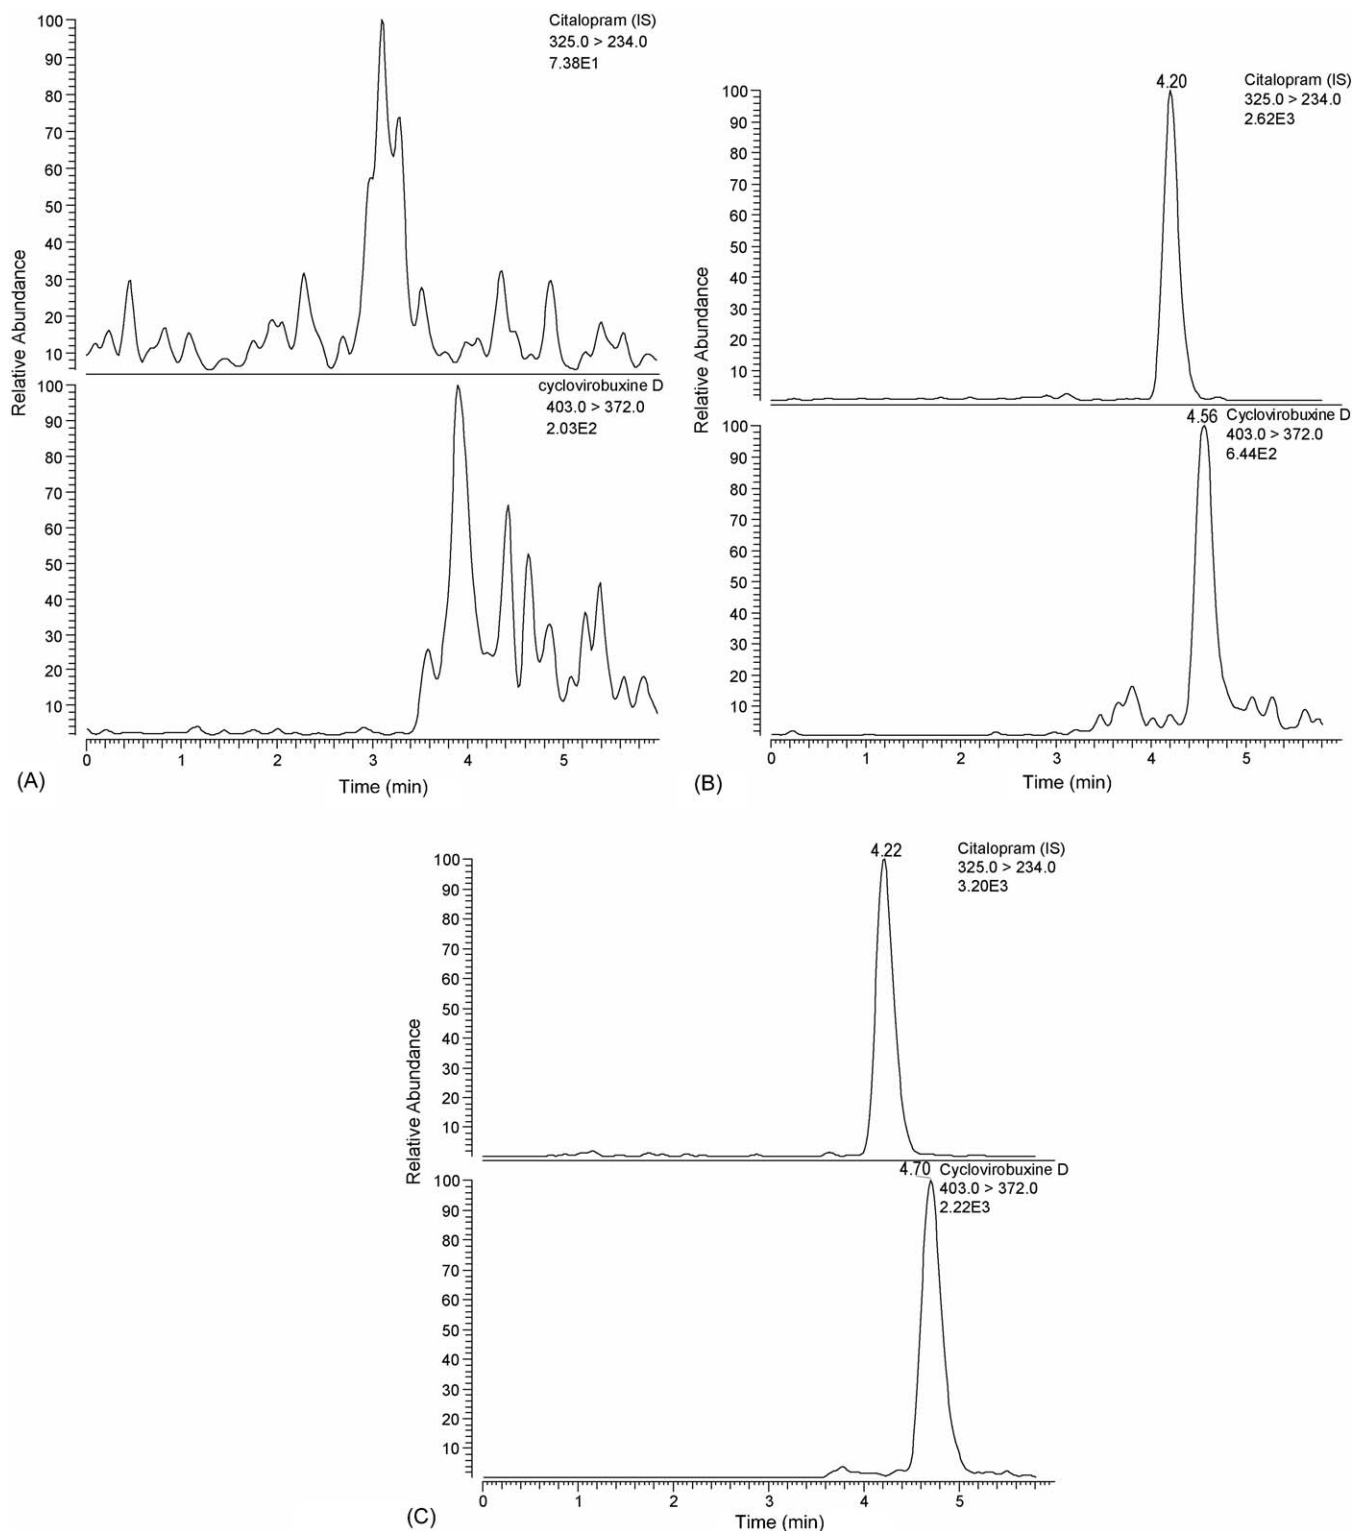 Citalopram (IS)
325.0 > 234.0
7.38E1
100
90
80
70
60
50
40
30
20
10
Relative Abundance
cyclovirobuxine D
403.0 > 372.0
2.03E2
100
90
80
70
60
50
40
30
20
10
0 1 2 3 4 5
Time (min)
(A)
4.20
Citalopram (IS)
325.0 > 234.0
2.62E3
100
90
80
70
60
50
40
30
20
10
Relative Abundance
4.56 Cyclovirobuxine D
403.0 > 372.0
6.44E2
100
90
80
70
60
50
40
30
20
10
0 1 2 3 4 5
Time (min)
(B)
4.22
Citalopram (IS)
325.0 > 234.0
3.20E3
100
90
80
70
60
50
40
30
20
10
Relative Abundance
4.70 Cyclovirobuxine D
403.0 > 372.0
2.22E3
100
90
80
70
60
50
40
30
20
10
0 1 2 3 4 5
Time (min)
(C)